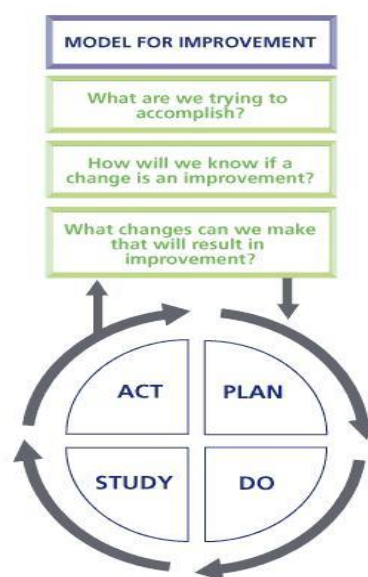 MODEL FOR IMPROVEMENT
What are we trying to
accomplish?
How will we know if a
change is an improvement?
What changes can we make
that will result in
improvement?
ACT
PLAN
STUDY
DO